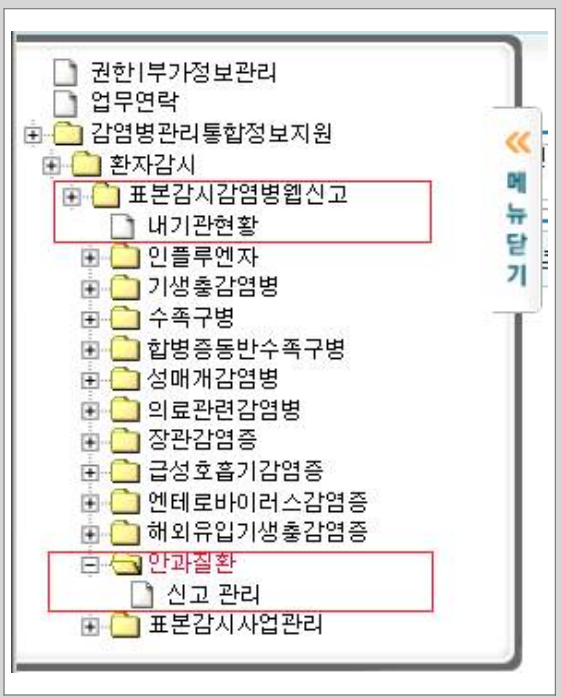 권한|부가정보관리
업무연락
감염병관리통합정보지원
환자감시
표본감시감염병웹신고
내기관현황
인플루엔자
기생충감염병
수족구병
합병증동반수족구병
성매개감염병
의료관련감염병
장관감염증
급성호흡기감염증
엔테로바이러스감염증
해외유입기생충감염증
안과질환
신고 관리
표본감시사업관리
메뉴닫기